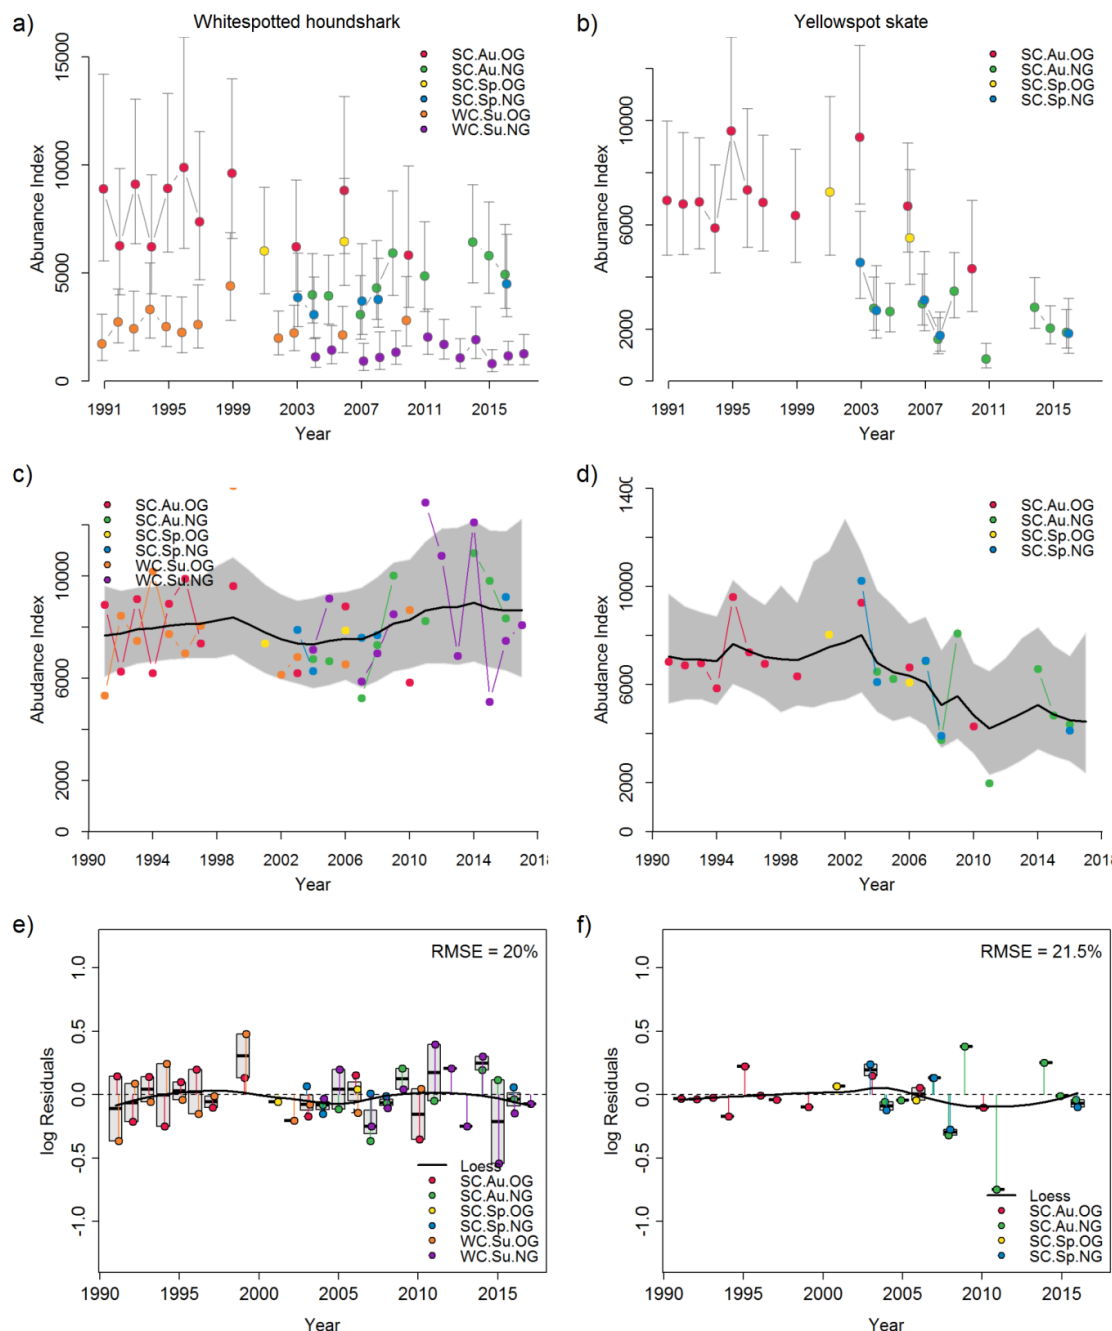 a)
Whitespotted houndshark
Abunance Index
15000
10000
5000
0
SC.Au.OG
SC.Au.NG
SC.Sp.OG
SC.Sp.NG
WC.Su.OG
WC.Su.NG
1991 1995 1999 2003 2007 2011 2015
Year
b)
Yellowspot skate
Abunance Index
10000
6000
2000
0
SC.Au.OG
SC.Au.NG
SC.Sp.OG
SC.Sp.NG
1991 1995 1999 2003 2007 2011 2015
Year
c)
Abudance Index
10000
6000
2000
0
SC.Au.OG
SC.Au.NG
SC.Sp.OG
SC.Sp.NG
WC.Su.OG
WC.Su.NG
1990 1994 1998 2002 2006 2010 2014 2018
Year
d)
Abudance Index
1400
10000
6000
2000
0
SC.Au.OG
SC.Au.NG
SC.Sp.OG
SC.Sp.NG
1990 1994 1998 2002 2006 2010 2014 2018
Year
e)
RMSE = 20%
log Residuals
1.0
0.5
0.0
-0.5
-1.0
Loess
SC.Au.OG
SC.Au.NG
SC.Sp.OG
SC.Sp.NG
WC.Su.OG
WC.Su.NG
1990 1995 2000 2005 2010 2015
Year
f)
RMSE = 21.5%
log Residuals
1.0
0.5
0.0
-0.5
-1.0
Loess
SC.Au.OG
SC.Au.NG
SC.Sp.OG
SC.Sp.NG
1990 1995 2000 2005 2010 2015
Year